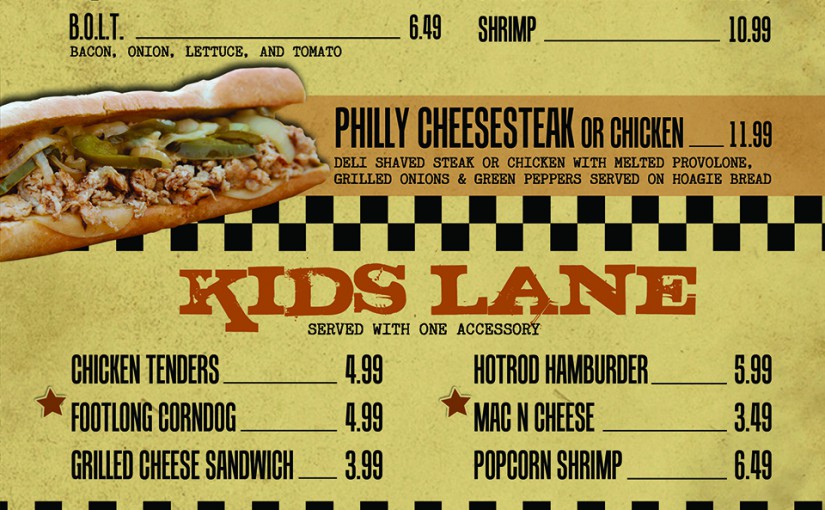 B.O.L.T. 6.49
BACON, ONION, LETTUCE, AND TOMATO
SHRIMP 10.99
PHILLY CHEESESTEAK OR CHICKEN 11.99
DELI SHAVED STEAK OR CHICKEN WITH MELTED PROVOLONE,
GRILLED ONIONS & GREEN PEPPERS SERVED ON HOAGIE BREAD
KIDS LANE
SERVED WITH ONE ACCESSORY
CHICKEN TENDERS 4.99
FOOTLONG CORNDOG 4.99
GRILLED CHEESE SANDWICH 3.99
HOTROD HAMBURDER 5.99
MAC N CHEESE 3.49
POPCORN SHRIMP 6.49